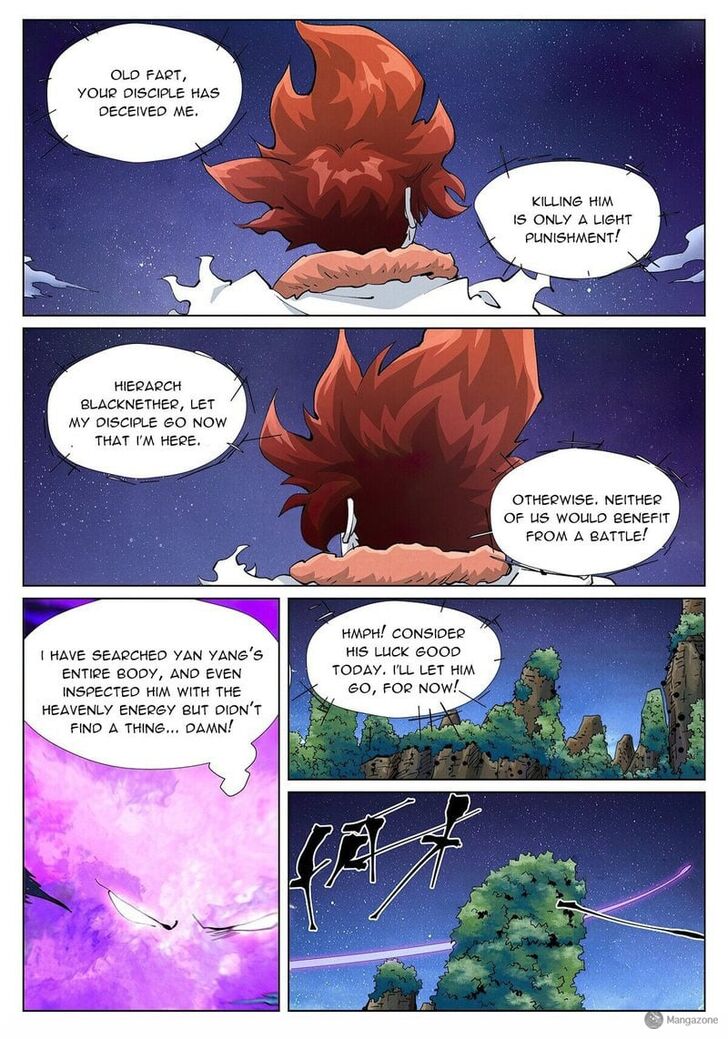 OLD FART,
YOUR DISCIPLE HAS
DECEIVED ME.
KILLING HIM
IS ONLY A LIGHT
PUNISHMENT!
HIERARCH
BLACKNETHER, LET
MY DISCIPLE GO NOW
THAT I'M HERE.
OTHERWISE. NEITHER
OF US WOULD BENEFIT
FROM A BATTLE!
I HAVE SEARCHED YAN YANG'S
ENTIRE BODY, AND EVEN
INSPECTED HIM WITH THE
HEAVENLY ENERGY BUT DIDN'T
FIND A THING... DAMN!
HMPH! CONSIDER
HIS LUCK GOOD
TODAY. I'LL LET HIM
GO, FOR NOW!
Mangazone